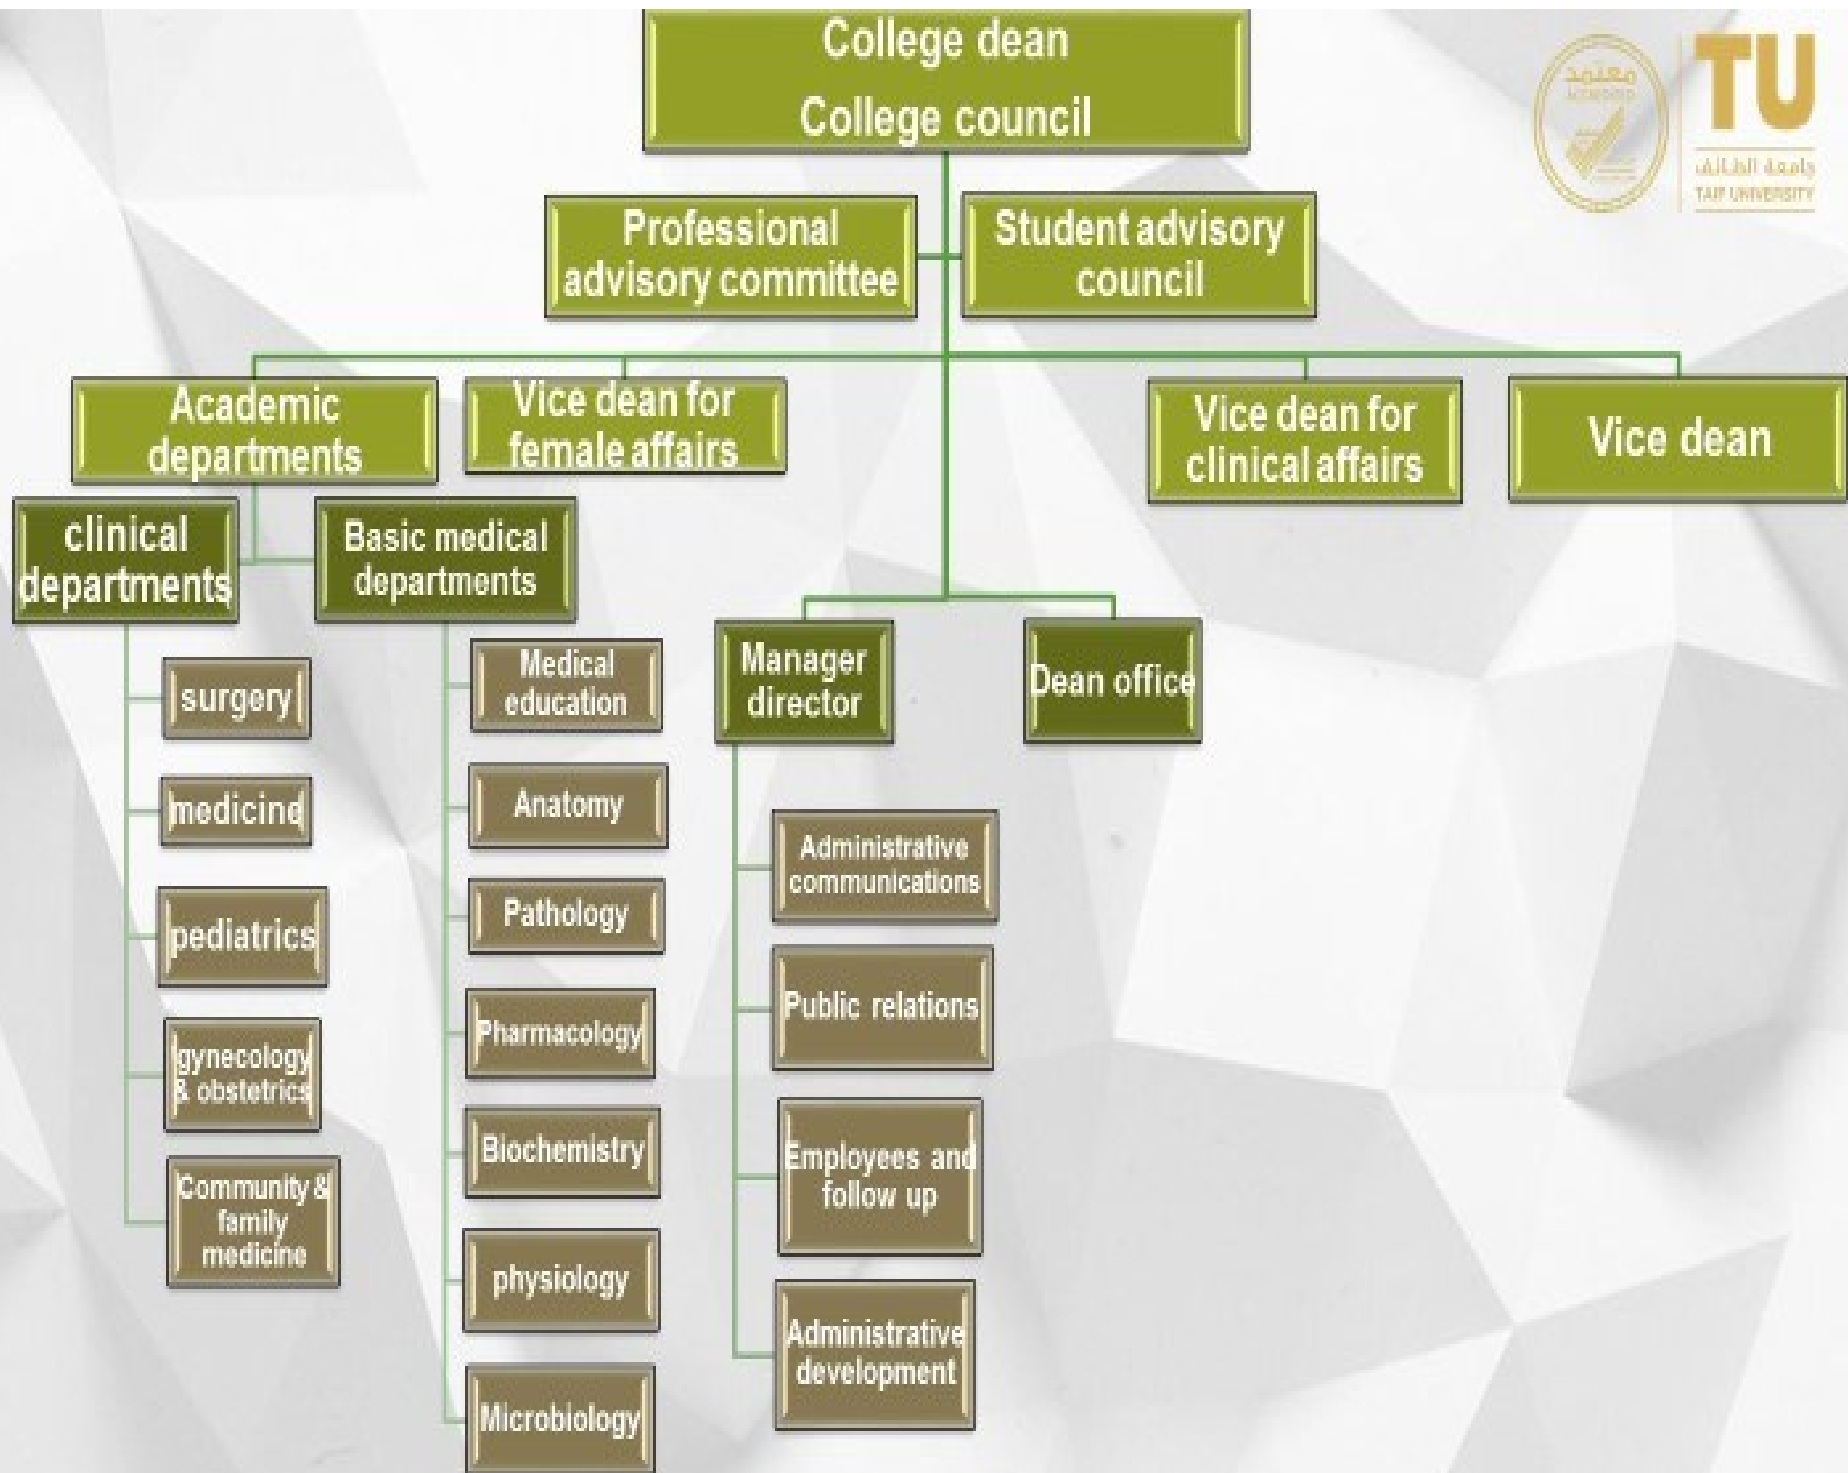 College dean
College council
معتمد
ACCREDITED
TU
جامعة الطائف
TAIF UNIVERSITY
Professional
advisory committee
Student advisory
council
Academic
departments
Vice dean for
female affairs
Vice dean for
clinical affairs
Vice dean
clinical
departments
Basic medical
departments
surgery
medicine
pediatrics
gynecology
& obstetrics
Community &
family
medicine
Medical
education
Anatomy
Pathology
Pharmacology
Biochemistry
physiology
Microbiology
Manager
director
Dean office
Administrative
communications
Public relations
Employees and
follow up
Administrative
development